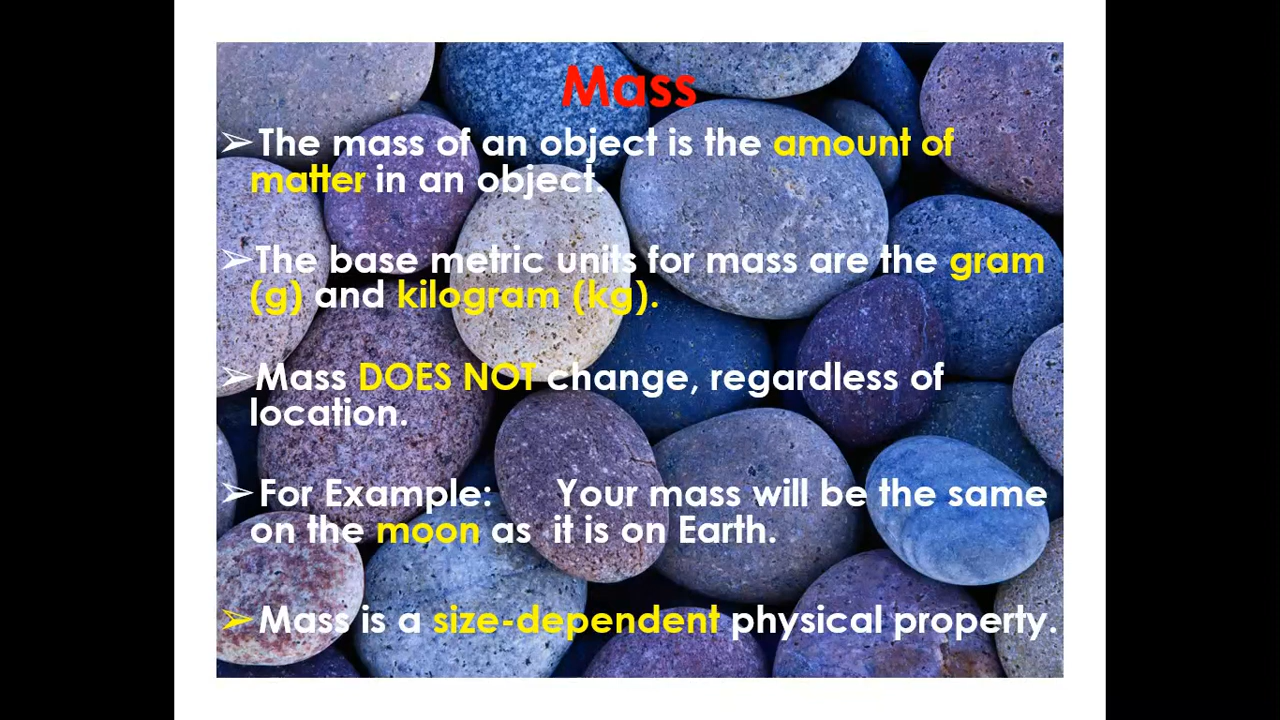 Mass
➢The mass of an object is the amount of
matter in an object.
➢The base metric units for mass are the gram
(g) and kilogram (kg).
➢Mass DOES NOT change, regardless of
location.
➢For Example: Your mass will be the same
on the moon as it is on Earth.
➢Mass is a size-dependent physical property.